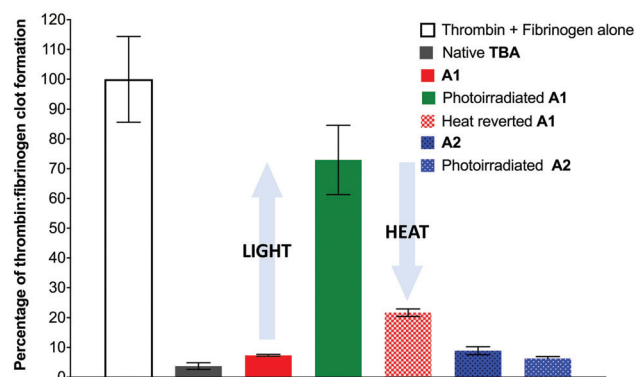 Percentage of thrombin:fibrinogen clot formation
120
110
100
90
80
70
60
50
40
30
20
10
0
LIGHT
HEAT
Thrombin + Fibrinogen alone
Native TBA
A1
Photoirradiated A1
Heat reverted A1
A2
Photoirradiated A2